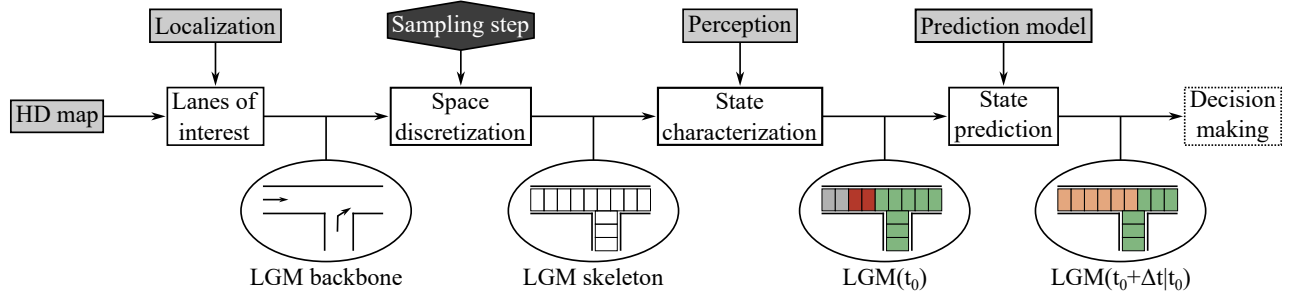 Localization
Sampling step
Perception
Prediction model
HD map
Lanes of
interest
Space
discretization
State
characterization
State
prediction
Decision
making
LGM backbone
LGM skeleton
LGM(t₀)
LGM(t₀+Δt|t₀)